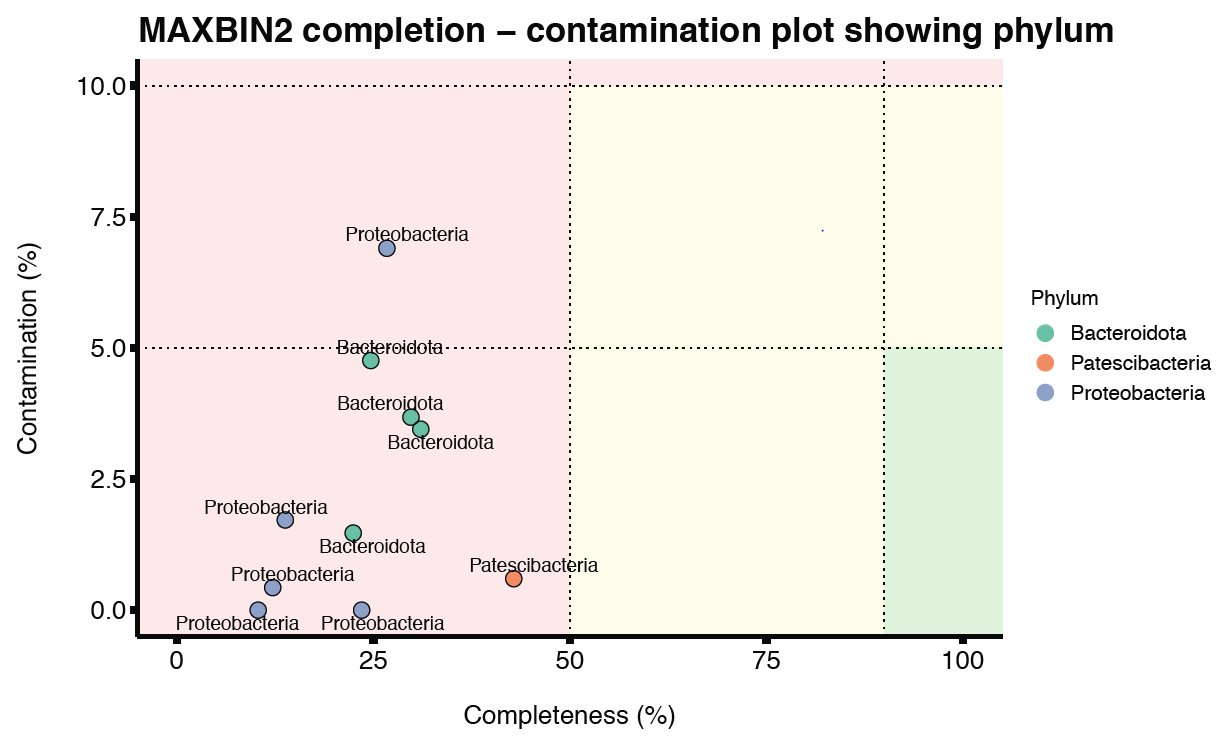 MAXBIN2 completion – contamination plot showing phylum
10.0
7.5
5.0
2.5
0.0
Contamination (%)
Proteobacteria
Bacteroidota
Bacteroidota
Bacteroidota
Proteobacteria
Bacteroidota
Patescibacteria
Proteobacteria
Proteobacteria
Proteobacteria
0
25
50
75
100
Completeness (%)
Phylum
Bacteroidota
Patescibacteria
Proteobacteria